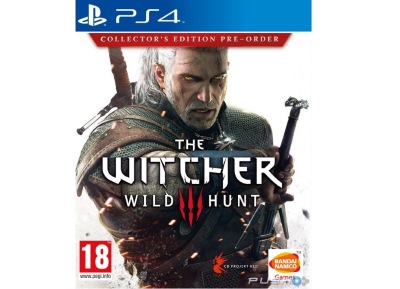 PS4
COLLECTOR'S EDITION PRE-ORDER
THE
WITCHER
WILD HUNT
18
www.pegi.info
CD PROJEKT RED
BANDAI
NAMCO
Games